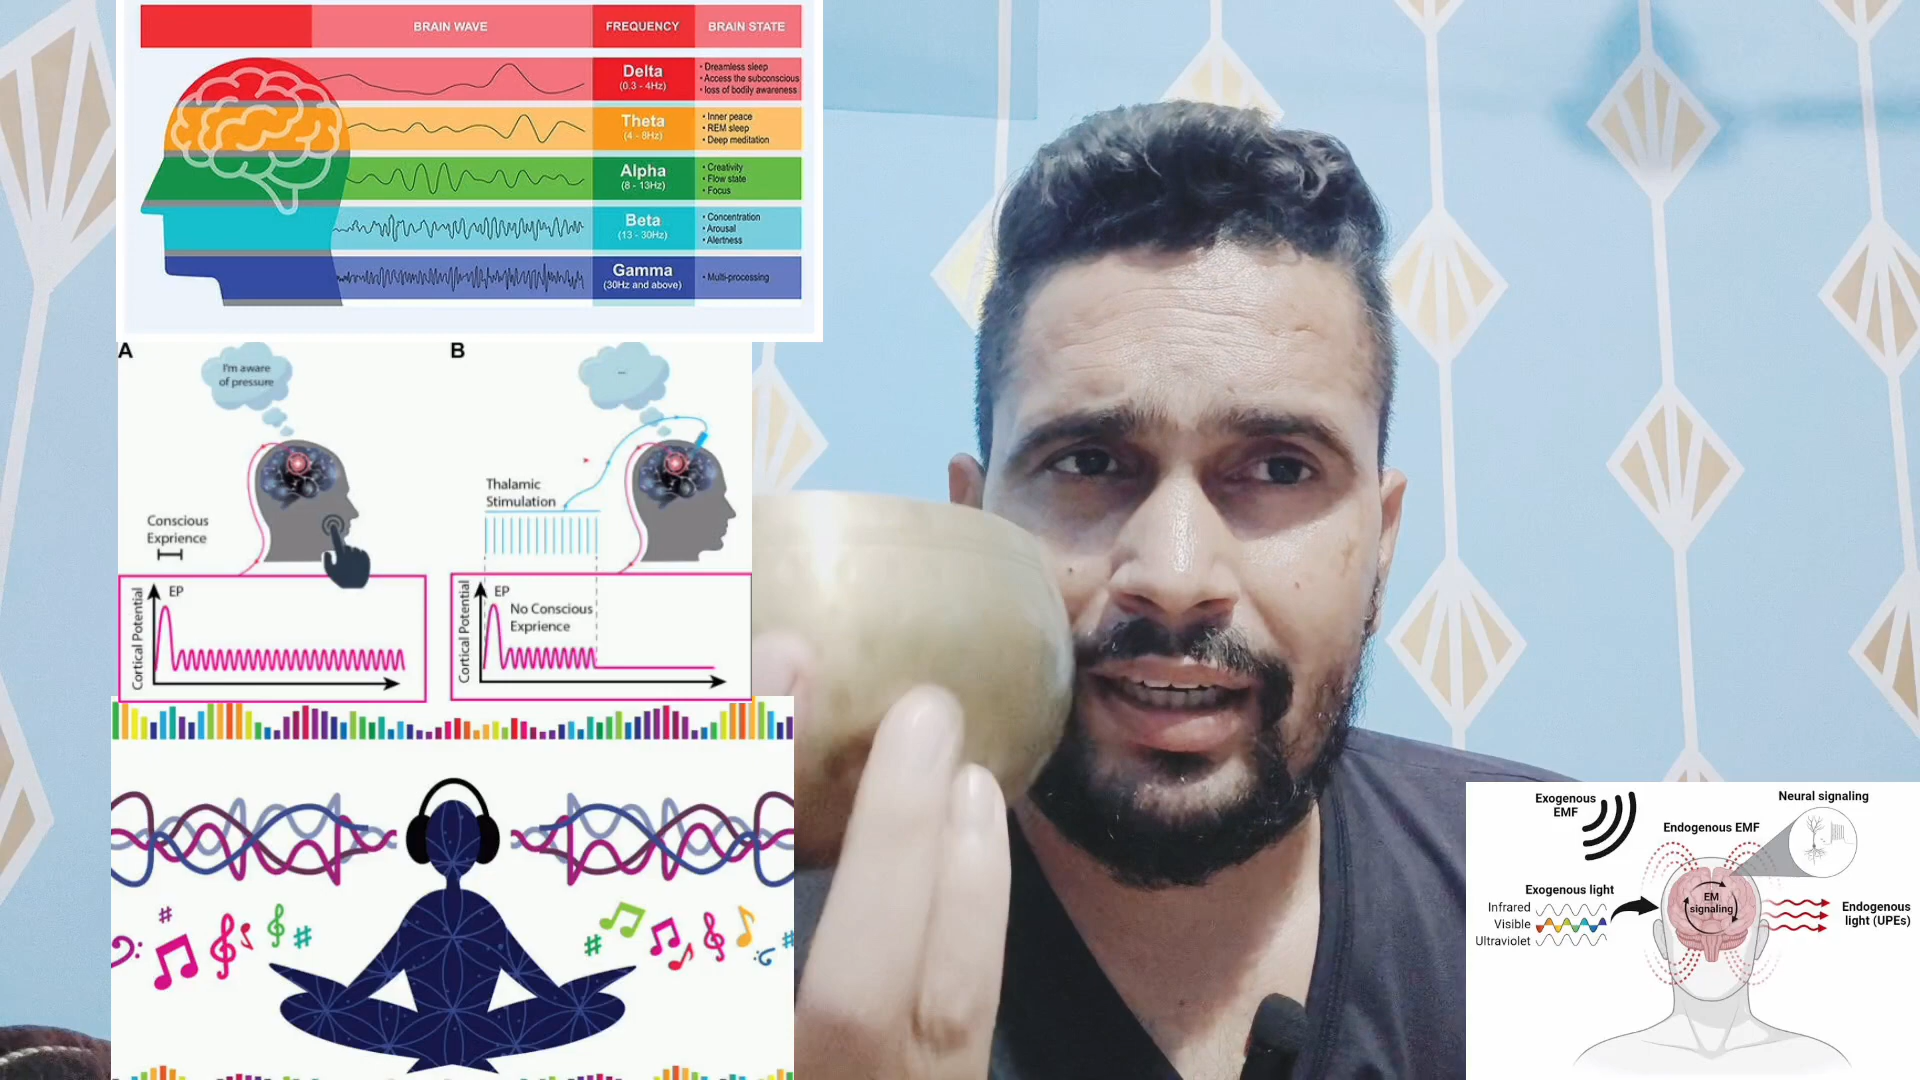 BRAIN WAVE FREQUENCY BRAIN STATE
Delta
(0.3 - 4Hz)
• Dreamless sleep
• Access the subconscious
• loss of bodily awareness
Theta
(4 - 8Hz)
• Inner peace
• REM sleep
• Deep meditation
Alpha
(8 - 13Hz)
• Creativity
• Flow state
• Focus
Beta
(13 - 30Hz)
• Concentration
• Arousal
• Alertness
Gamma
(30Hz and above)
• Multi-processing
A
I'm aware
of pressure
Conscious
Exprience
EP
Cortical Potential
B
Thalamic
Stimulation
EP
No Conscious
Exprience
Cortical Potential
Exogenous
EMF
Neural signaling
Endogenous EMF
Exogenous light
Infrared
Visible
Ultraviolet
EM
signaling
Endogenous
light (UPEs)